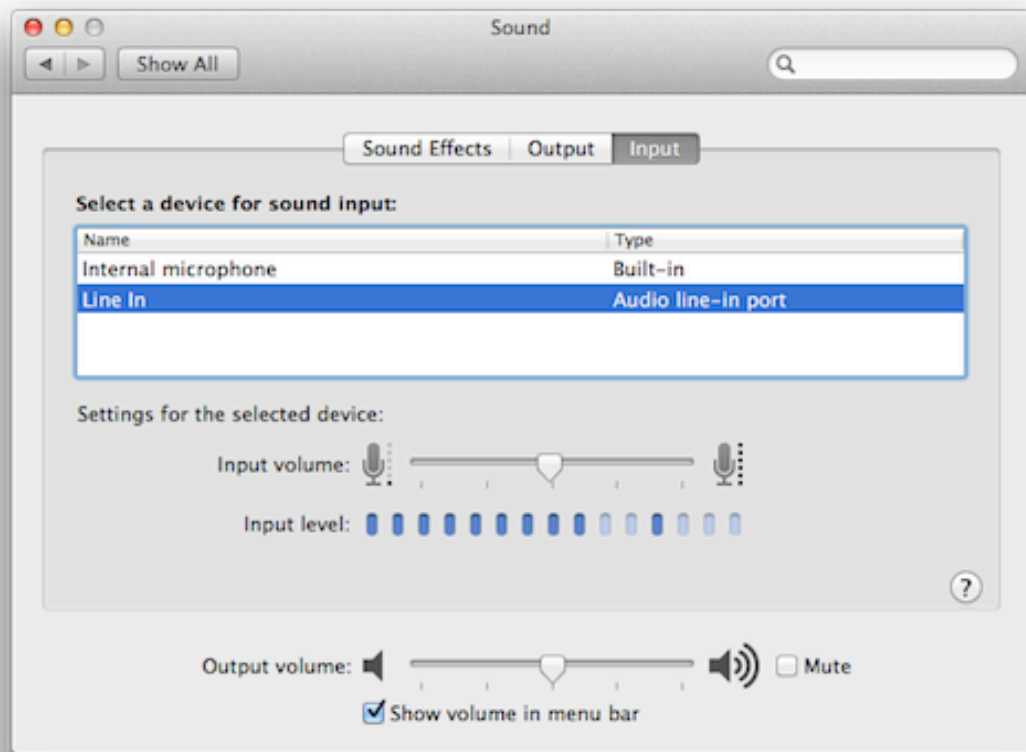 Sound
Show All
Sound Effects Output Input
Select a device for sound input:
Name Type
Internal microphone Built-in
Line In Audio line-in port
Settings for the selected device:
Input volume:
Input level:
?
Output volume: Mute
Show volume in menu bar